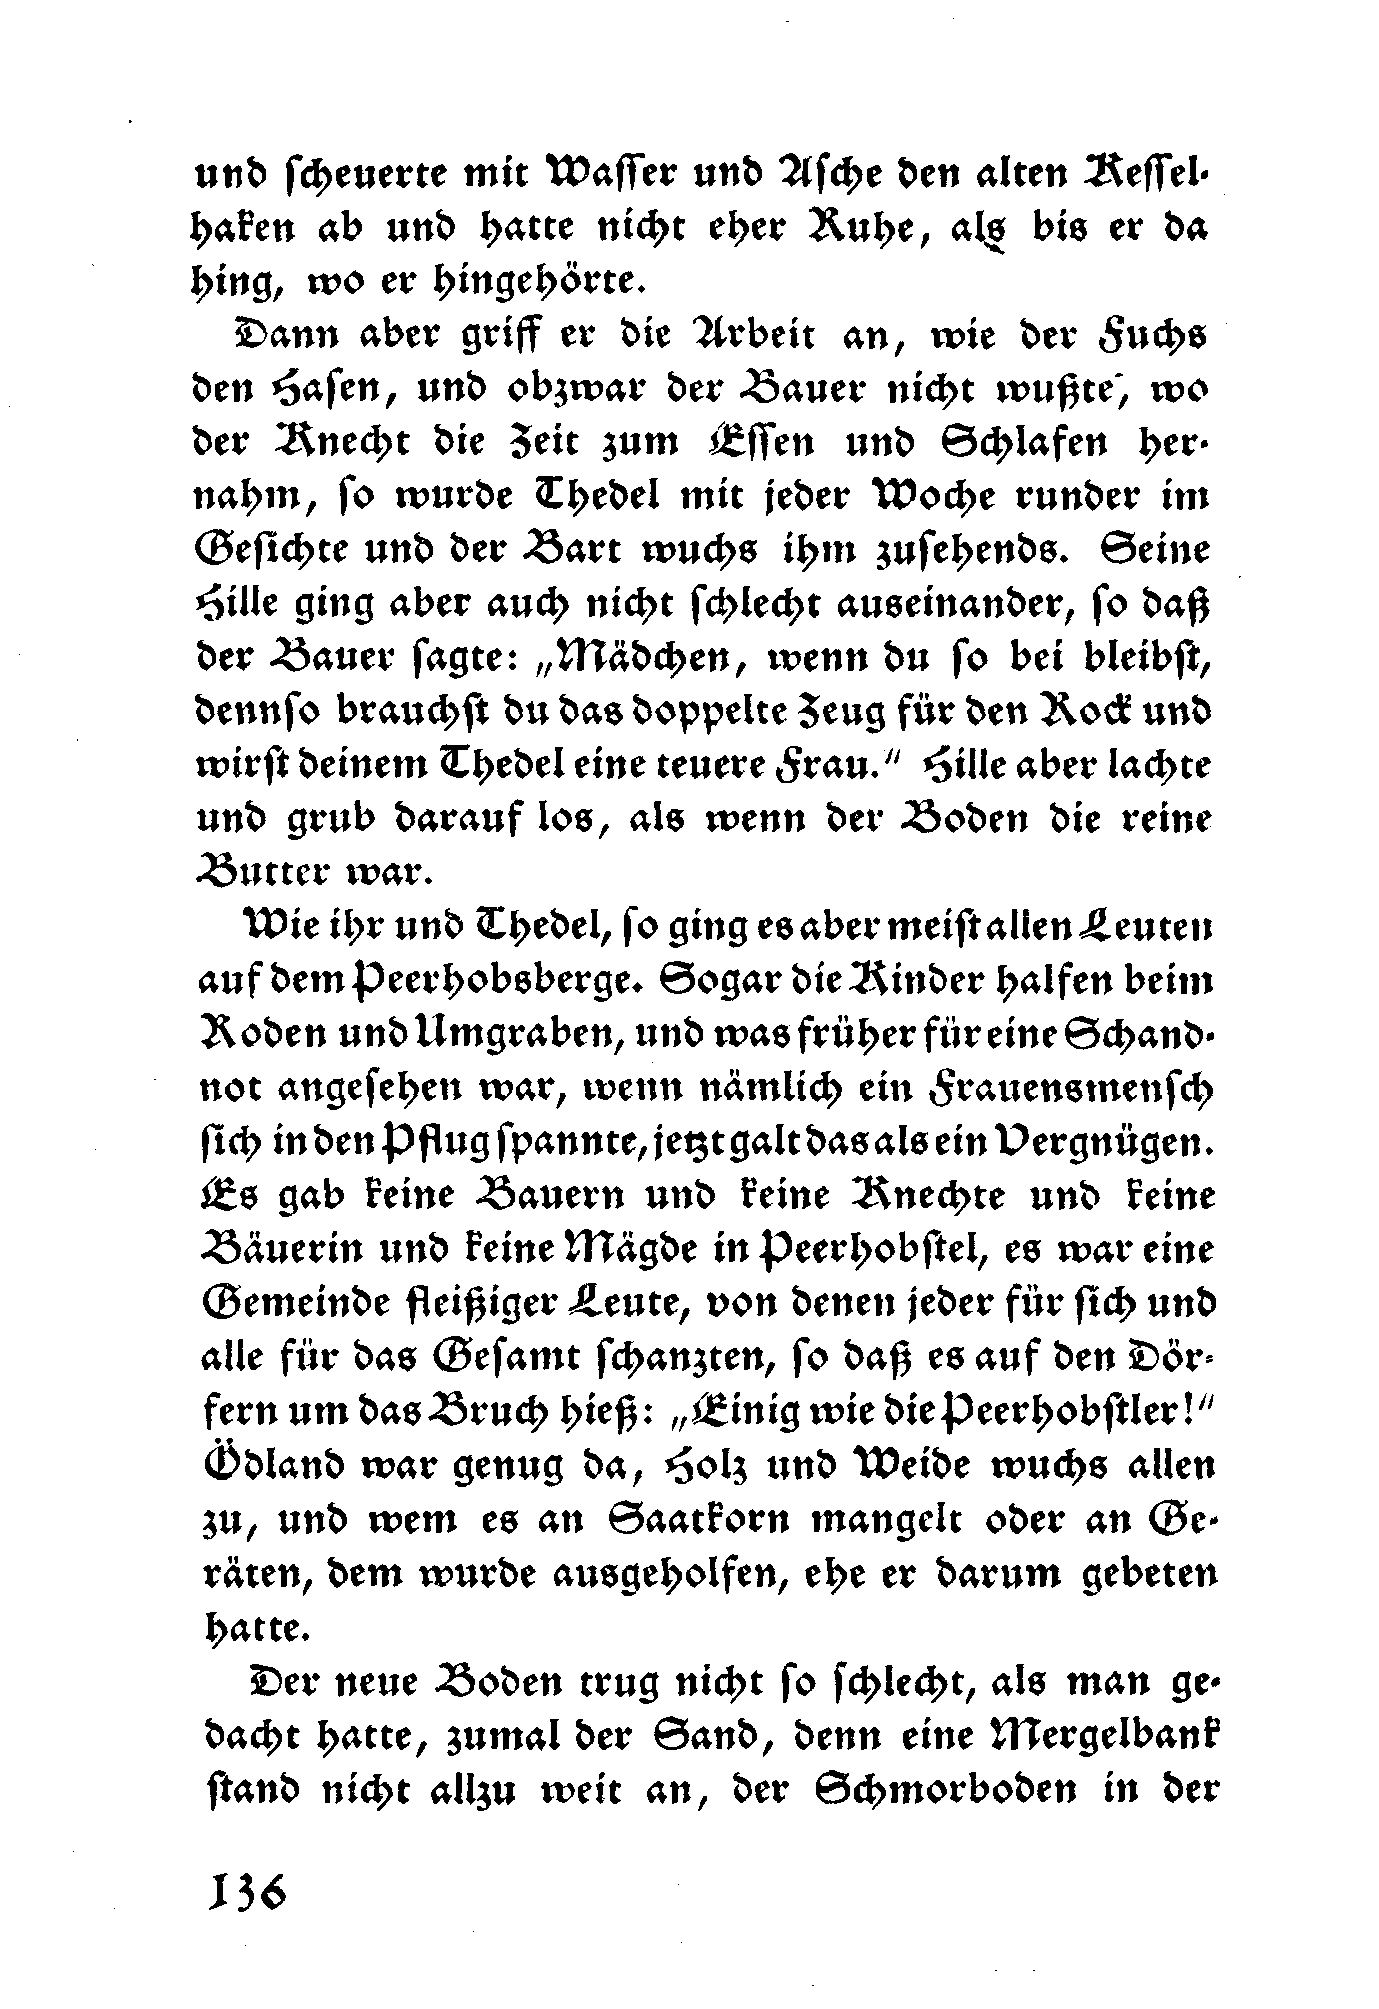 und scheuerte mit Wasser und Asche den alten Kessel-
haken ab und hatte nicht eher Ruhe, als bis er da
hing, wo er hingehörte.
Dann aber griff er die Arbeit an, wie der Fuchs
den Hasen, und obzwar der Bauer nicht wußte, wo
der Knecht die Zeit zum Essen und Schlafen her-
nahm, so wurde Thedel mit jeder Woche runder im
Gesichte und der Bart wuchs ihm zusehends. Seine
Hille ging aber auch nicht schlecht auseinander, so daß
der Bauer sagte: „Mädchen, wenn du so bei bleibst,
dennso brauchst du das doppelte Zeug für den Rock und
wirst deinem Thedel eine teuere Frau.“ Hille aber lachte
und grub darauf los, als wenn der Boden die reine
Butter war.
Wie ihr und Thedel, so ging es aber meist allen Leuten
auf dem Peerhobsberge. Sogar die Kinder halfen beim
Roden und Umgraben, und was früher für eine Schand-
not angesehen war, wenn nämlich ein Frauensmensch
sich in den Pflug spannte, jetzt galt das als ein Vergnügen.
Es gab keine Bauern und keine Knechte und keine
Bäuerin und keine Mägde in Peerhobstel, es war eine
Gemeinde fleißiger Leute, von denen jeder für sich und
alle für das Gesamt schanzten, so daß es auf den Dör-
fern um das Bruch hieß: „Einig wie die Peerhobstler!“
Ödland war genug da, Holz und Weide wuchs allen
zu, und wem es an Saatkorn mangelt oder an Ge-
räten, dem wurde ausgeholfen, ehe er darum gebeten
hatte.
Der neue Boden trug nicht so schlecht, als man ge-
dacht hatte, zumal der Sand, denn eine Mergelbank
stand nicht allzu weit an, der Schmorboden in der
136